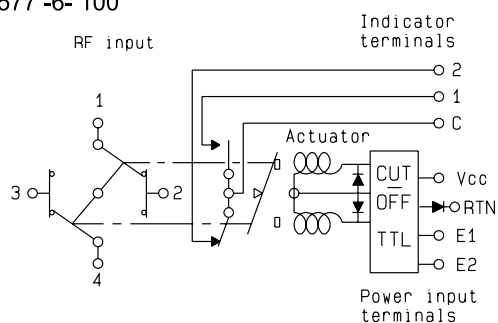 577 -6- 100
Indicator
terminals
RF input
2
1
1
C
Actuator
CUT
OFF
TTL
Vcc
RTN
E1
E2
3
2
4
Power input
terminals